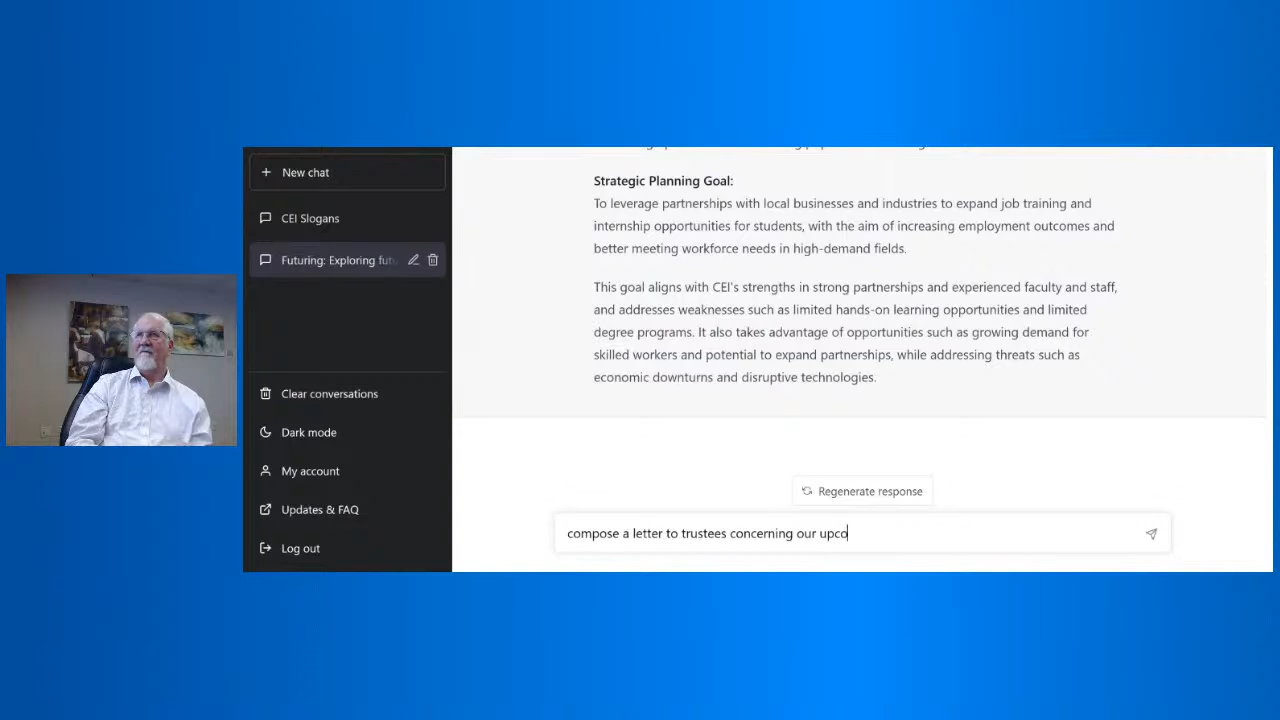 New chat
CEI Slogans
Futuring: Exploring futu
Clear conversations
Dark mode
My account
Updates & FAQ
Log out
Strategic Planning Goal:
To leverage partnerships with local businesses and industries to expand job training and
internship opportunities for students, with the aim of increasing employment outcomes and
better meeting workforce needs in high-demand fields.
This goal aligns with CEI's strengths in strong partnerships and experienced faculty and staff,
and addresses weaknesses such as limited hands-on learning opportunities and limited
degree programs. It also takes advantage of opportunities such as growing demand for
skilled workers and potential to expand partnerships, while addressing threats such as
economic downturns and disruptive technologies.
Regenerate response
compose a letter to trustees concerning our upco